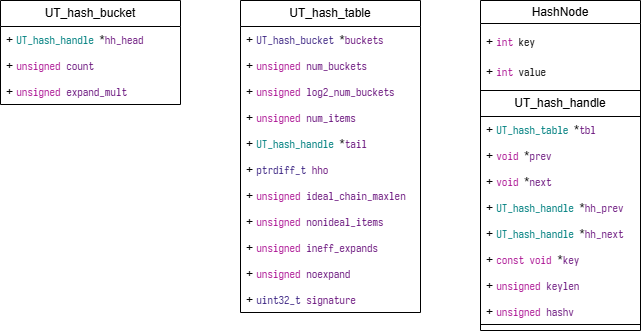 UT_hash_bucket
+ UT_hash_handle *hh_head
+ unsigned count
+ unsigned expand_mult
UT_hash_table
+ UT_hash_bucket *buckets
+ unsigned num_buckets
+ unsigned log2_num_buckets
+ unsigned num_items
+ UT_hash_handle *tail
+ ptrdiff_t hho
+ unsigned ideal_chain_maxlen
+ unsigned nonideal_items
+ unsigned ineff_expands
+ unsigned noexpand
+ uint32_t signature
HashNode
+ int key
+ int value
UT_hash_handle
+ UT_hash_table *tbl
+ void *prev
+ void *next
+ UT_hash_handle *hh_prev
+ UT_hash_handle *hh_next
+ const void *key
+ unsigned keylen
+ unsigned hashv